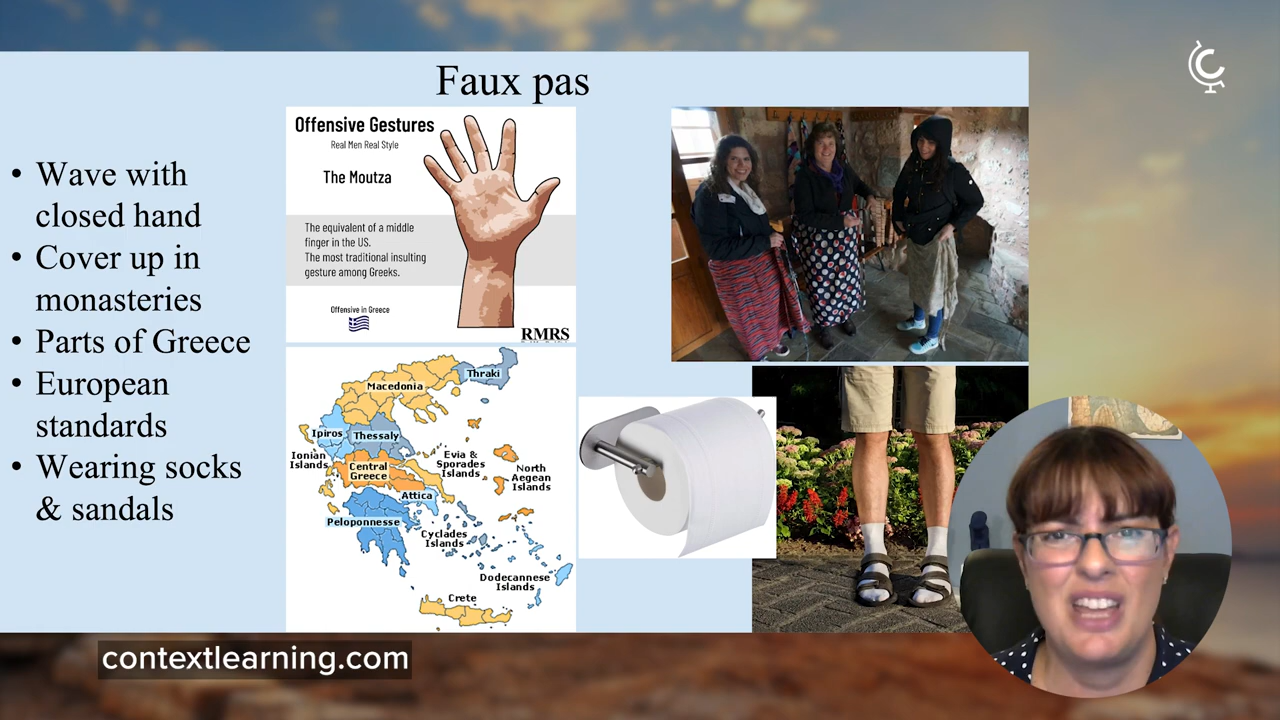 Faux pas
• Wave with
closed hand
• Cover up in
monasteries
• Parts of Greece
• European
standards
• Wearing socks
& sandals
Offensive Gestures
Real Men Real Style
The Moutza
The equivalent of a middle
finger in the US.
The most traditional insulting
gesture among Greeks.
Offensive in Greece
RMRS
Thraki
Macedonia
Ipiros
Thessaly
Ionian
Islands
Central
Greece
Evia &
Sporades
Islands
North
Aegean
Islands
Attica
Peloponnesse
Cyclades
Islands
Dodecannese
Islands
Crete
contextlearning.com